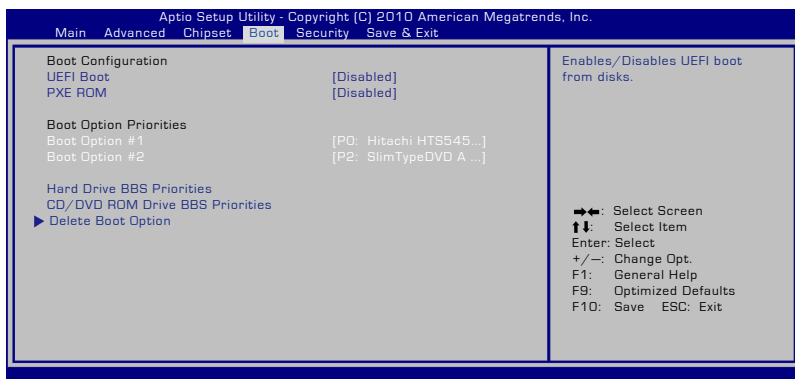 Aptio Setup Utility - Copyright (C) 2010 American Megatrends, Inc.
Main Advanced Chipset Boot Security Save & Exit
Boot Configuration
UEFI Boot [Disabled]
PXE ROM [Disabled]
Boot Option Priorities
Boot Option #1 [P0: Hitachi HTS545...]
Boot Option #2 [P2: SlimTypeDVD A ...]
Hard Drive BBS Priorities
CD/DVD ROM Drive BBS Priorities
Delete Boot Option
Enables/Disables UEFI boot
from disks.
→←: Select Screen
↑↓: Select Item
Enter: Select
+/—: Change Opt.
F1: General Help
F9: Optimized Defaults
F10: Save ESC: Exit